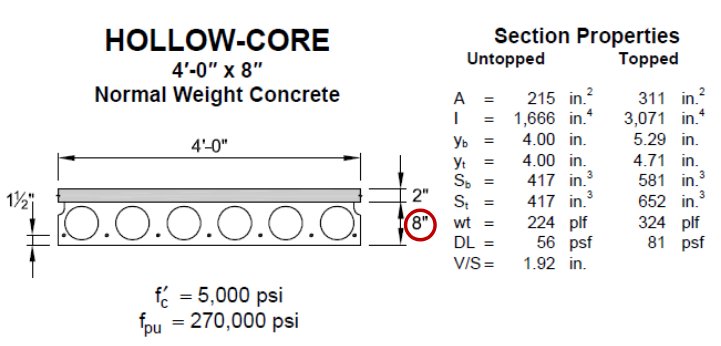 HOLLOW-CORE
4′-0″ x 8″
Normal Weight Concrete
4'-0"
1½"
2"
8"
f′c = 5,000 psi
fpu = 270,000 psi
Section Properties
Untopped Topped
A = 215 in.² 311 in.²
I = 1,666 in.⁴ 3,071 in.⁴
yb = 4.00 in. 5.29 in.
yt = 4.00 in. 4.71 in.
Sb = 417 in.³ 581 in.³
St = 417 in.³ 652 in.³
wt = 224 plf 324 plf
DL = 56 psf 81 psf
V/S = 1.92 in.